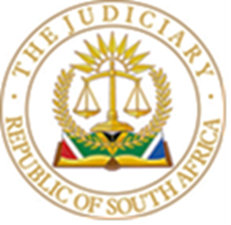 THE JUDICIARY
REPUBLIC OF SOUTH AFRICA